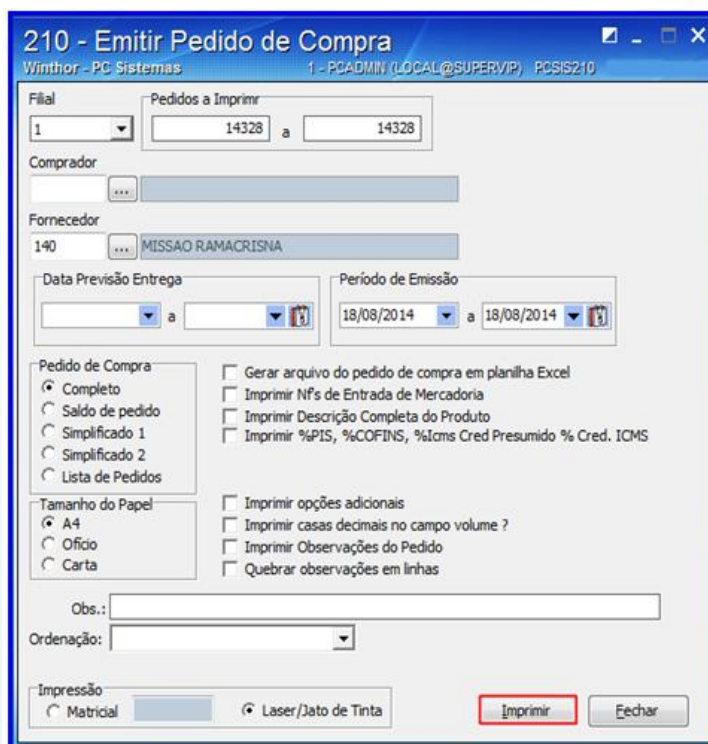 210 - Emitir Pedido de Compra
Winthor - PC Sistemas 1 - PCADMIN (LOCAL@SUPERVIP) PCSIS210
Filial Pedidos a Imprimr
1 14328 a 14328
Comprador
...
Fornecedor
140 ... MISSAO RAMACRISNA
Data Previsão Entrega Período de Emissão
a 18/08/2014 a 18/08/2014
Pedido de Compra
Completo
Saldo de pedido
Simplificado 1
Simplificado 2
Lista de Pedidos
Gerar arquivo do pedido de compra em planilha Excel
Imprimir Nf's de Entrada de Mercadoria
Imprimir Descrição Completa do Produto
Imprimir %PIS, %COFINS, %Icms Cred Presumido % Cred. ICMS
Tamanho do Papel
A4
Ofício
Carta
Imprimir opções adicionais
Imprimir casas decimais no campo volume ?
Imprimir Observações do Pedido
Quebrar observações em linhas
Obs.:
Ordenação:
Impressão
Matricial Laser/Jato de Tinta Imprimir Fechar